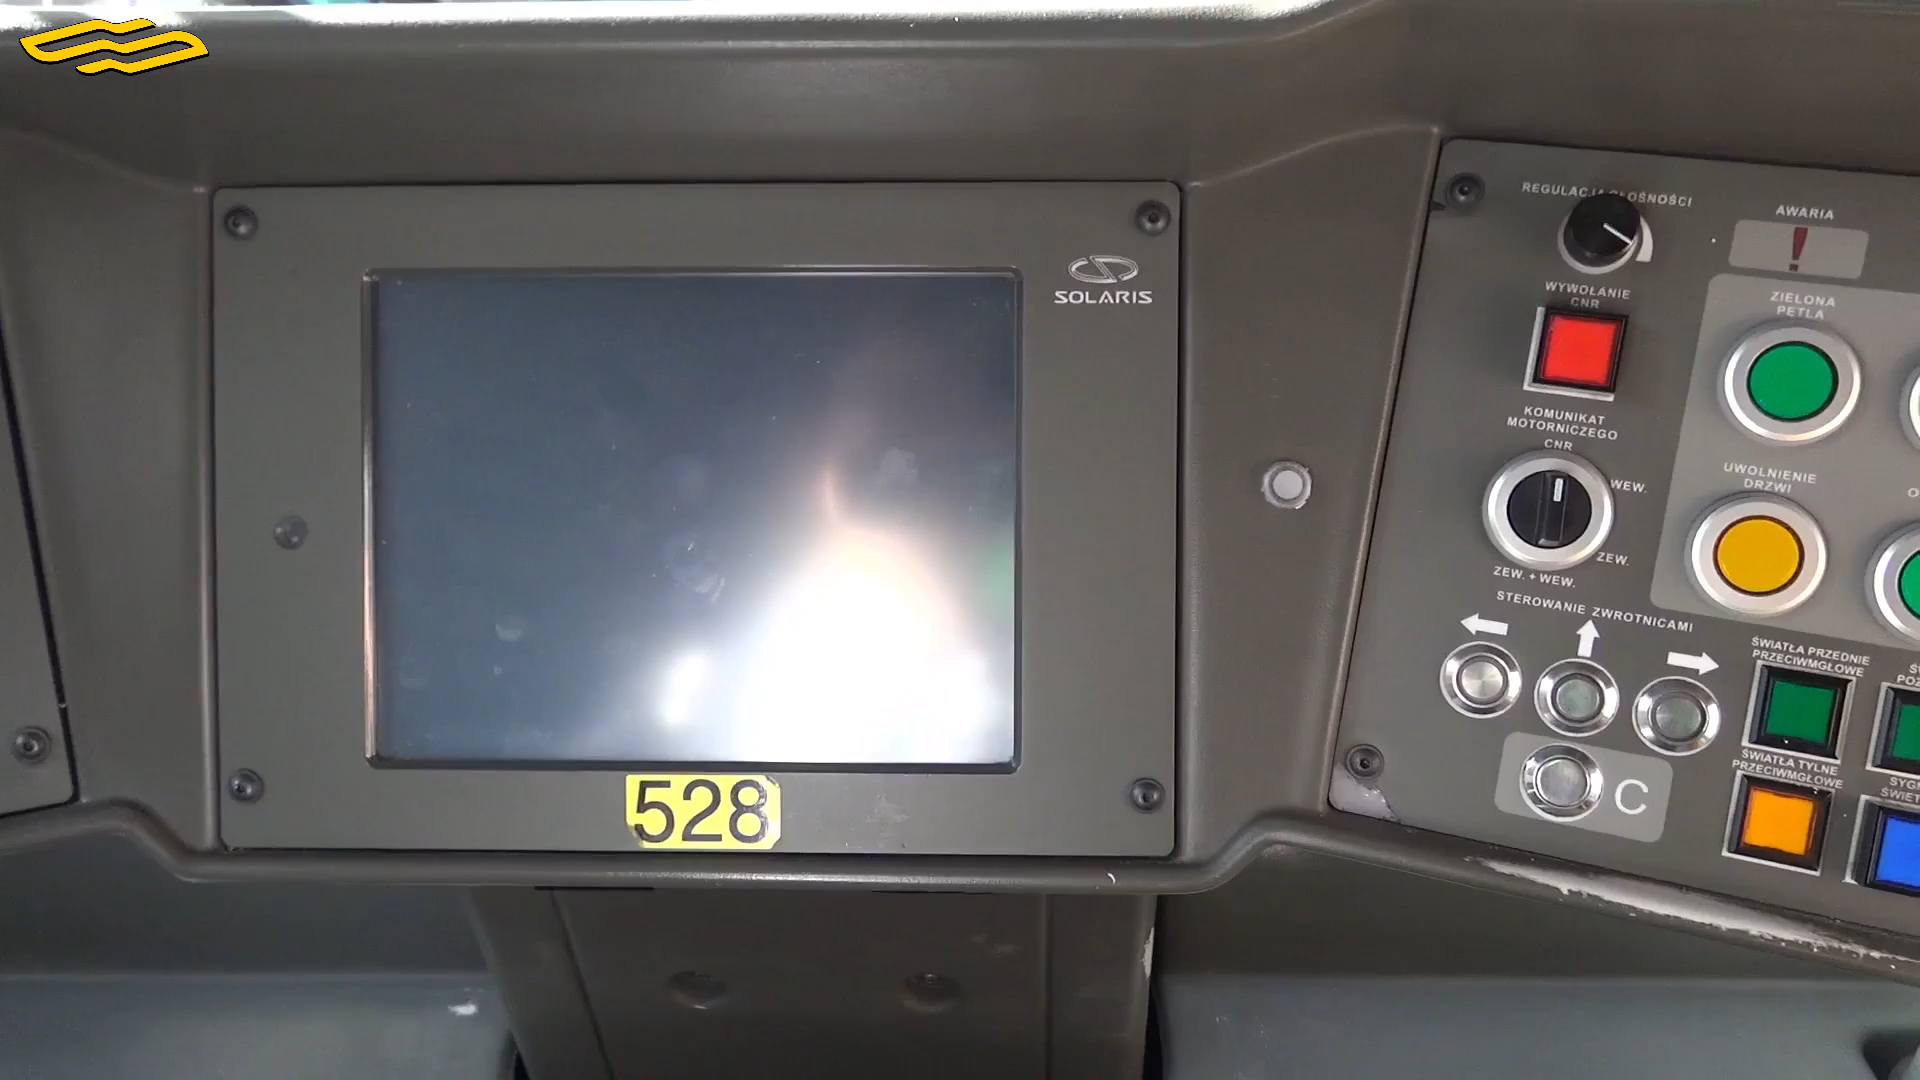 SOLARIS
528
REGULACJA GŁOŚNOŚCI
AWARIA
!
WYWOŁANIE
CNR
ZIELONA
PETLA
KOMUNIKAT
MOTORNICZEGO
CNR
WEW.
ZEW.
ZEW. + WEW.
UWOLNIENIE
DRZWI
STEROWANIE ZWROTNICAMI
ŚWIATŁA PRZEDNIE
PRZECIWMGŁOWE
ŚWIATŁA TYLNE
PRZECIWMGŁOWE
C